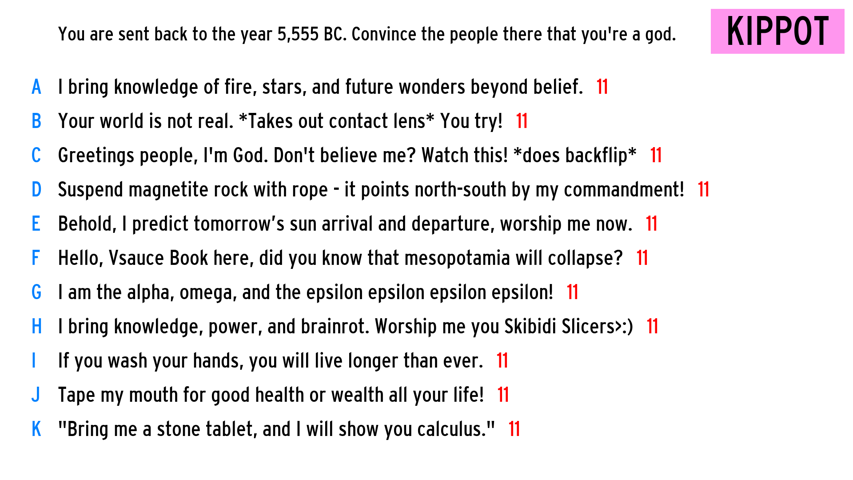 You are sent back to the year 5,555 BC. Convince the people there that you're a god.
KIPPOT
A I bring knowledge of fire, stars, and future wonders beyond belief. 11
B Your world is not real. *Takes out contact lens* You try! 11
C Greetings people, I'm God. Don't believe me? Watch this! *does backflip* 11
D Suspend magnetite rock with rope - it points north-south by my commandment! 11
E Behold, I predict tomorrow’s sun arrival and departure, worship me now. 11
F Hello, Vsauce Book here, did you know that mesopotamia will collapse? 11
G I am the alpha, omega, and the epsilon epsilon epsilon epsilon! 11
H I bring knowledge, power, and brainrot. Worship me you Skibidi Slicers>:) 11
I If you wash your hands, you will live longer than ever. 11
J Tape my mouth for good health or wealth all your life! 11
K "Bring me a stone tablet, and I will show you calculus." 11